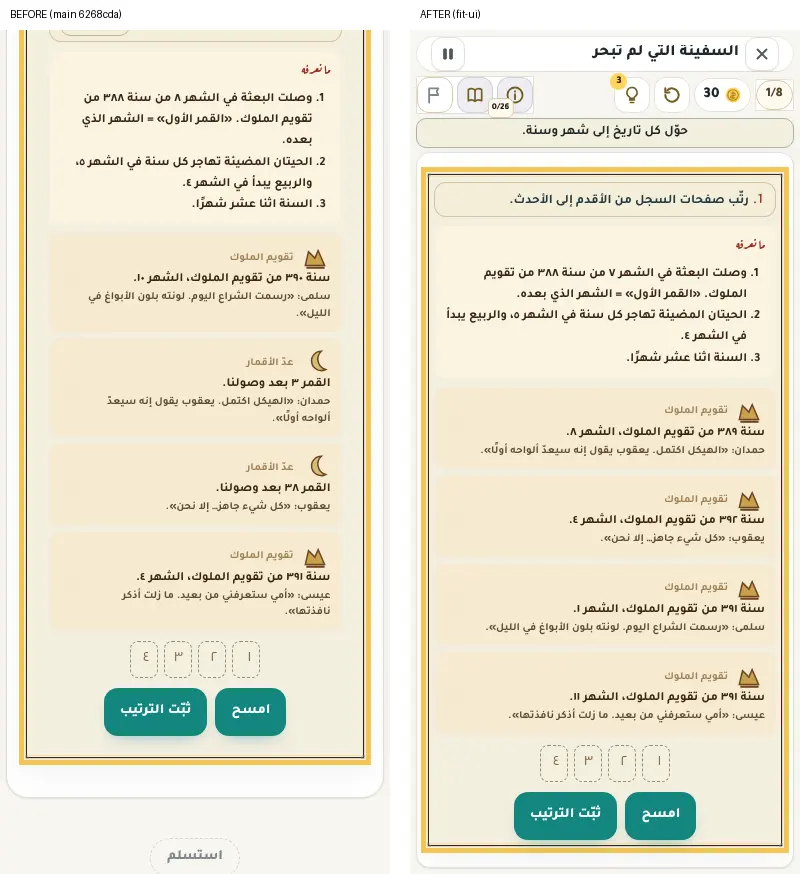 BEFORE (main 6268cda)
ما نعرفه
1. وصلت البعثة في الشهر ٨ من سنة ٣٨٨ من
تقويم الملوك. «القمر الأول» = الشهر الذي
بعده.
2. الحيتان المضيئة تهاجر كل سنة في الشهر ٥،
والربيع يبدأ في الشهر ٤.
3. السنة اثنا عشر شهرًا.
تقويم الملوك
سنة ٣٩٠ من تقويم الملوك، الشهر ١٠.
سلمى: «رسمت الشراع اليوم. لونته بلون الأبواغ في
الليل».
عدّ الأقمار
القمر ٣ بعد وصولنا.
حمدان: «الهيكل اكتمل. يعقوب يقول إنه سيعدّ
ألواحه أولًا».
عدّ الأقمار
القمر ٣٨ بعد وصولنا.
يعقوب: «كل شيء جاهز… إلا نحن».
تقويم الملوك
سنة ٣٩١ من تقويم الملوك، الشهر ٤.
عيسى: «أمي ستعرفني من بعيد. ما زلت أذكر
نافذتها».
١ ٢ ٣ ٤
امسح
ثبّت الترتيب
استسلم
AFTER (fit-ui)
السفينة التي لم تبحر
1/8
30
3
0/26
حوّل كل تاريخ إلى شهر وسنة.
1. رتّب صفحات السجل من الأقدم إلى الأحدث.
ما نعرفه
1. وصلت البعثة في الشهر ٧ من سنة ٣٨٨ من تقويم
الملوك. «القمر الأول» = الشهر الذي بعده.
2. الحيتان المضيئة تهاجر كل سنة في الشهر ٥، والربيع يبدأ
في الشهر ٤.
3. السنة اثنا عشر شهرًا.
تقويم الملوك
سنة ٣٨٩ من تقويم الملوك، الشهر ٨.
حمدان: «الهيكل اكتمل. يعقوب يقول إنه سيعدّ ألواحه أولًا».
تقويم الملوك
سنة ٣٩٢ من تقويم الملوك، الشهر ٤.
يعقوب: «كل شيء جاهز… إلا نحن».
تقويم الملوك
سنة ٣٩١ من تقويم الملوك، الشهر ١.
سلمى: «رسمت الشراع اليوم. لونته بلون الأبواغ في الليل».
تقويم الملوك
سنة ٣٩١ من تقويم الملوك، الشهر ١١.
عيسى: «أمي ستعرفني من بعيد. ما زلت أذكر نافذتها».
١ ٢ ٣ ٤
امسح
ثبّت الترتيب